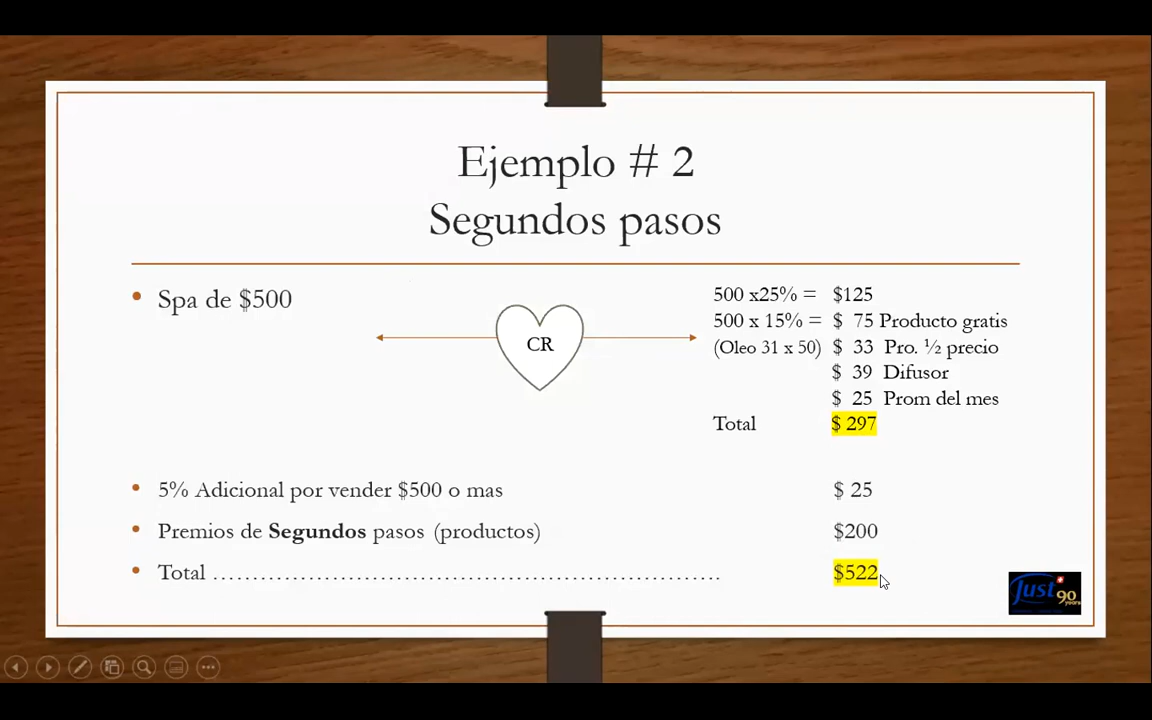 Ejemplo # 2
Segundos pasos
• Spa de $500
CR
500 x25% = $125
500 x 15% = $ 75 Producto gratis
(Oleo 31 x 50) $ 33 Pro. ½ precio
$ 39 Difusor
$ 25 Prom del mes
Total $ 297
• 5% Adicional por vender $500 o mas $ 25
• Premios de Segundos pasos (productos) $200
• Total …………………………………………………………. $522
Just
90
years